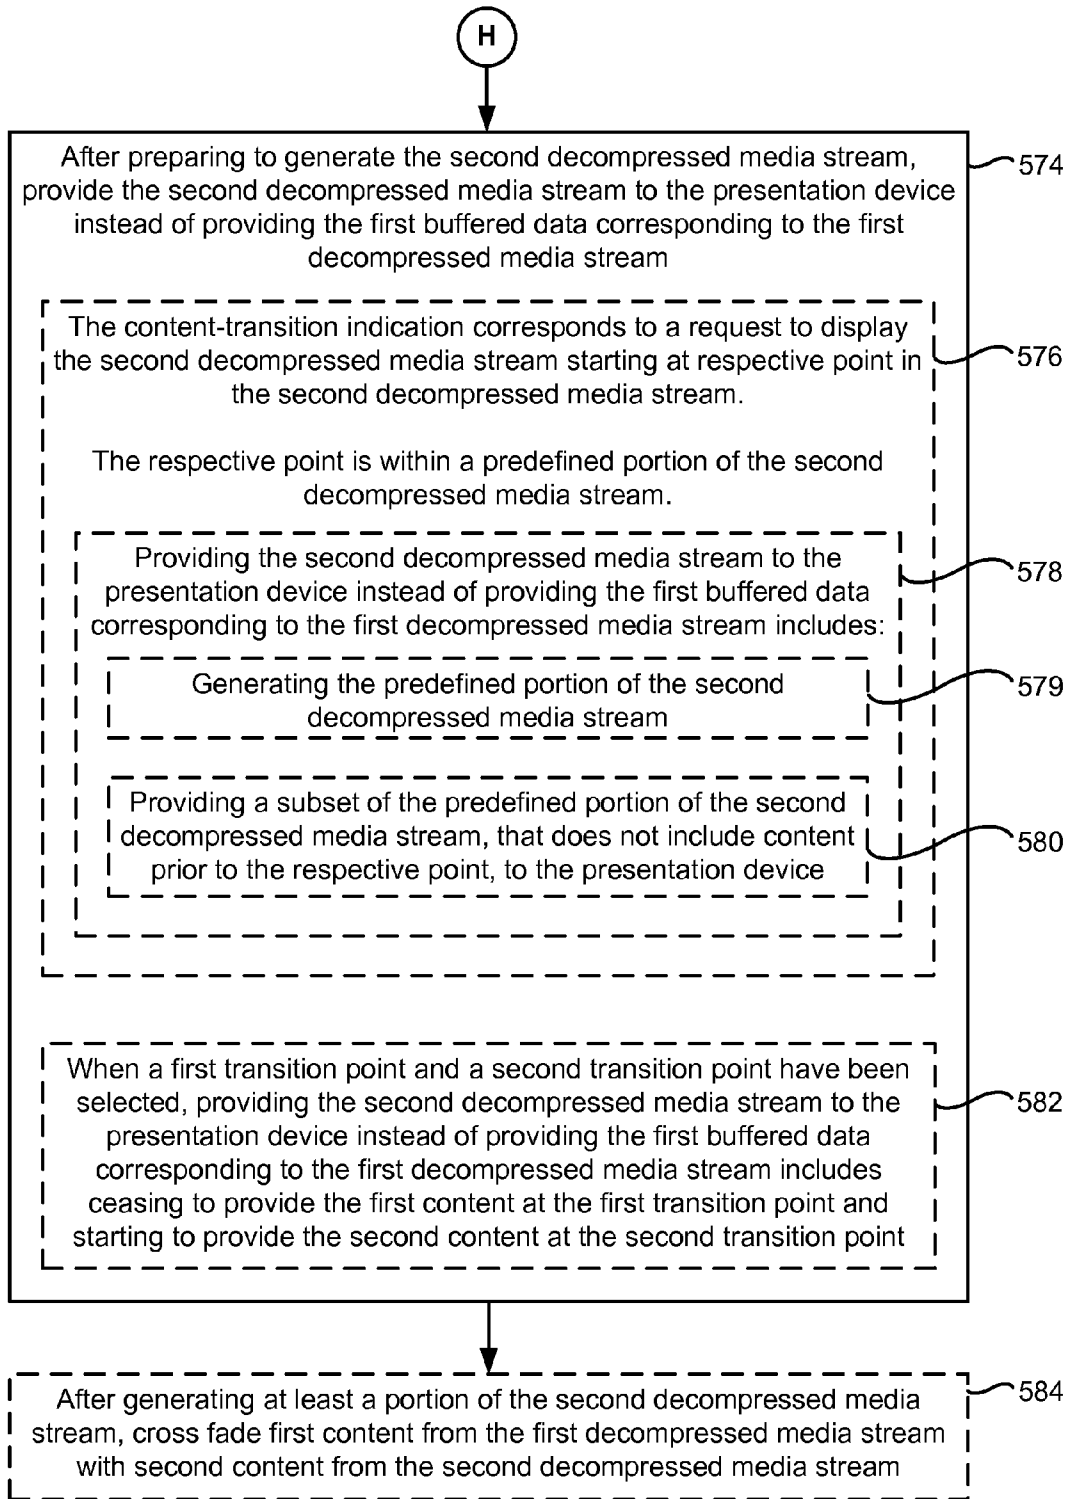 H
After preparing to generate the second decompressed media stream,
provide the second decompressed media stream to the presentation device
instead of providing the first buffered data corresponding to the first
decompressed media stream
574
The content-transition indication corresponds to a request to display
the second decompressed media stream starting at respective point in
the second decompressed media stream.
576
The respective point is within a predefined portion of the second
decompressed media stream.
Providing the second decompressed media stream to the
presentation device instead of providing the first buffered data
corresponding to the first decompressed media stream includes:
578
Generating the predefined portion of the second
decompressed media stream
579
Providing a subset of the predefined portion of the second
decompressed media stream, that does not include content
prior to the respective point, to the presentation device
580
When a first transition point and a second transition point have been
selected, providing the second decompressed media stream to the
presentation device instead of providing the first buffered data
corresponding to the first decompressed media stream includes
ceasing to provide the first content at the first transition point and
starting to provide the second content at the second transition point
582
After generating at least a portion of the second decompressed media
stream, cross fade first content from the first decompressed media stream
with second content from the second decompressed media stream
584